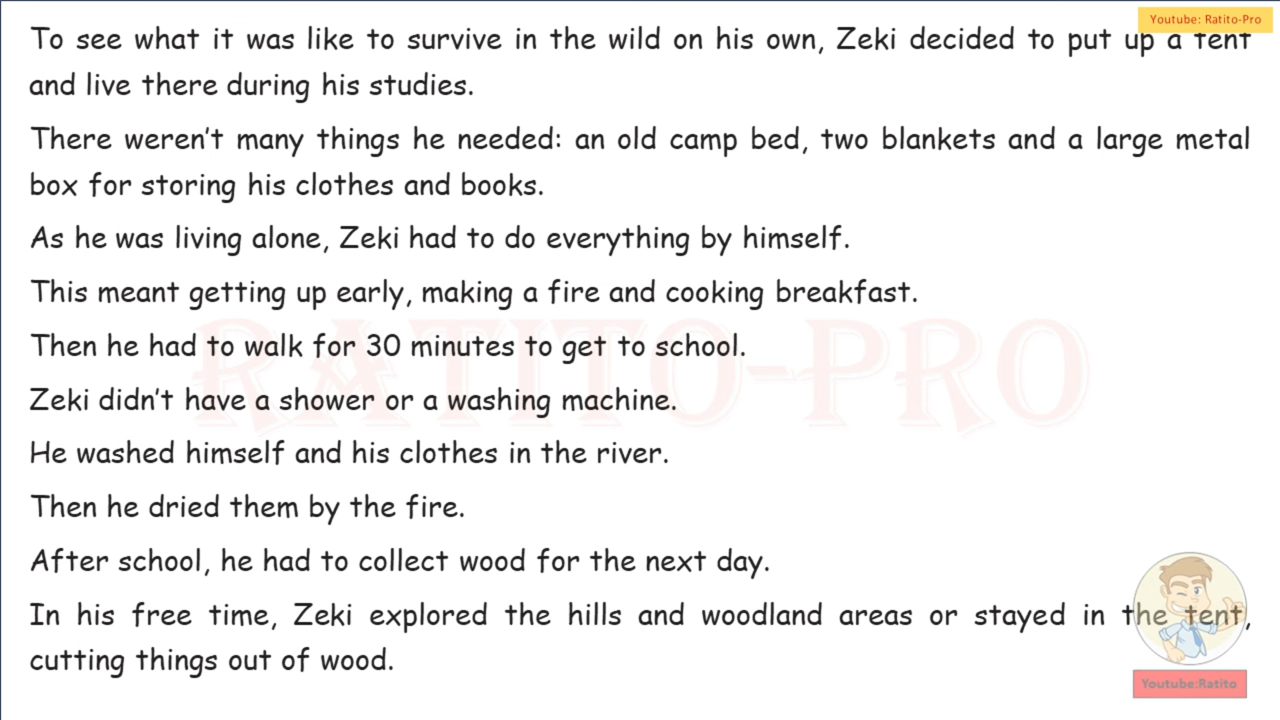 Youtube: Ratito-Pro
To see what it was like to survive in the wild on his own, Zeki decided to put up a tent
and live there during his studies.
There weren't many things he needed: an old camp bed, two blankets and a large metal
box for storing his clothes and books.
As he was living alone, Zeki had to do everything by himself.
This meant getting up early, making a fire and cooking breakfast.
Then he had to walk for 30 minutes to get to school.
RATITO-PRO
Zeki didn't have a shower or a washing machine.
He washed himself and his clothes in the river.
Then he dried them by the fire.
After school, he had to collect wood for the next day.
In his free time, Zeki explored the hills and woodland areas or stayed in the tent,
cutting things out of wood.
Youtube:Ratito